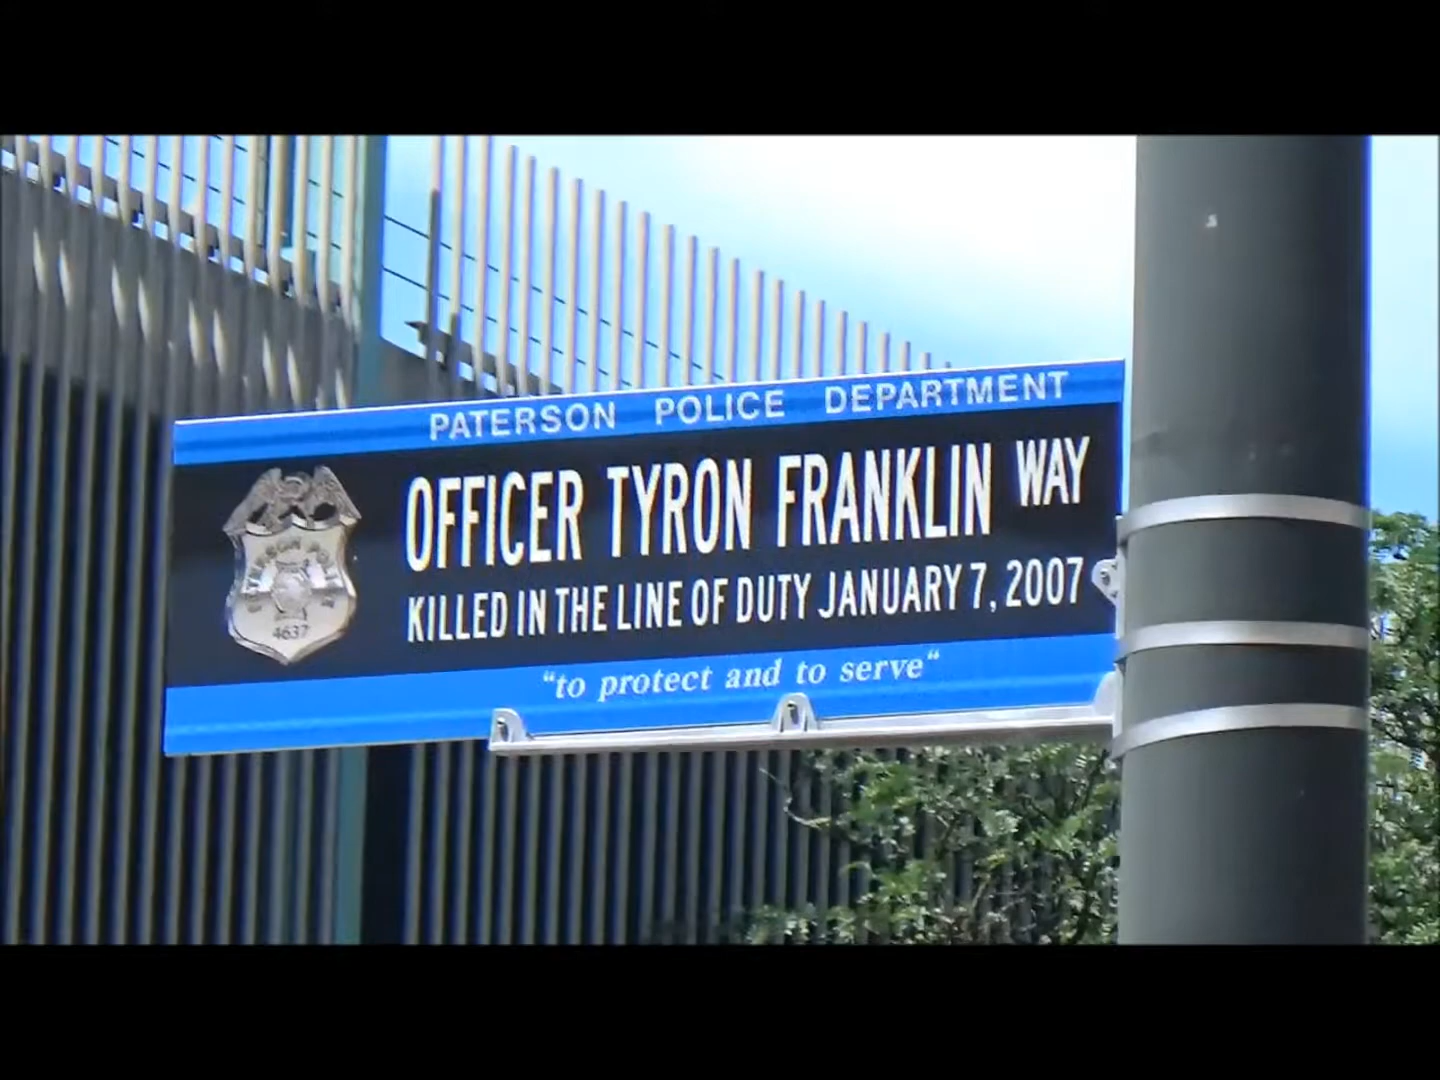 PATERSON POLICE DEPARTMENT
OFFICER TYRON FRANKLIN WAY
KILLED IN THE LINE OF DUTY JANUARY 7, 2007
“to protect and to serve“
4637